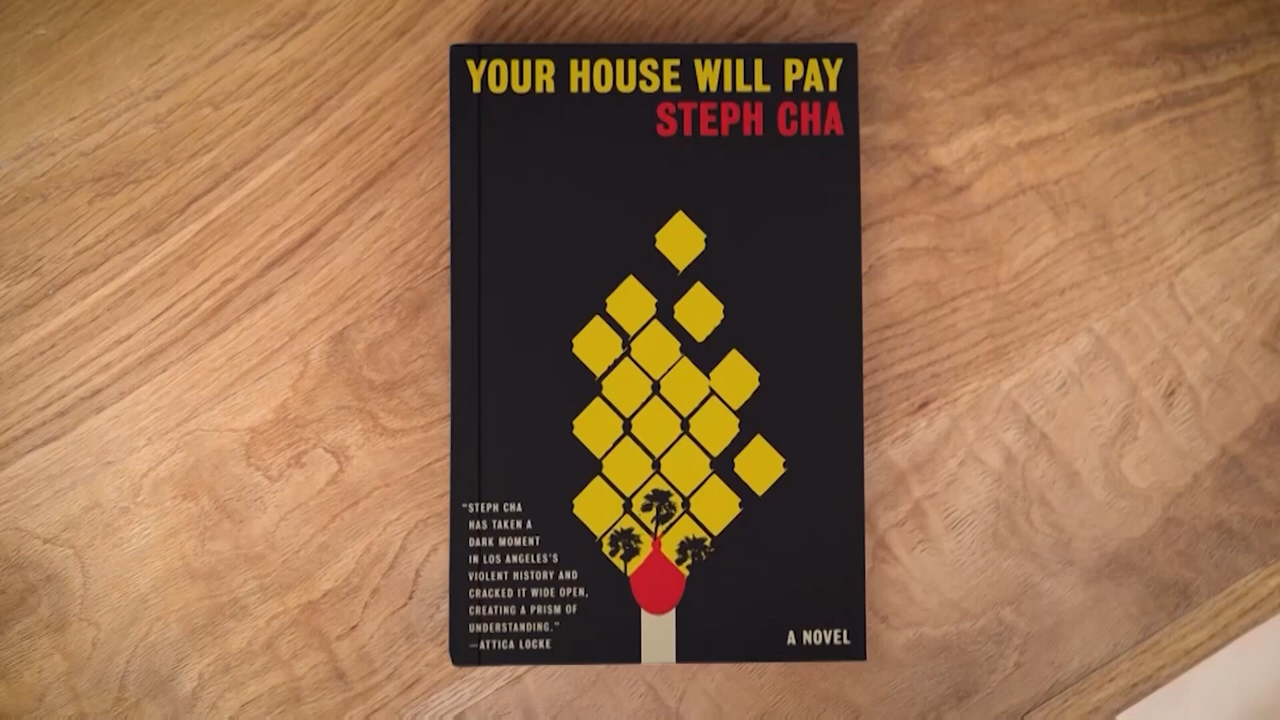 YOUR HOUSE WILL PAY
STEPH CHA
“STEPH CHA
HAS TAKEN A
DARK MOMENT
IN LOS ANGELES'S
VIOLENT HISTORY AND
CRACKED IT WIDE OPEN,
CREATING A PRISM OF
UNDERSTANDING.”
—ATTICA LOCKE
A NOVEL